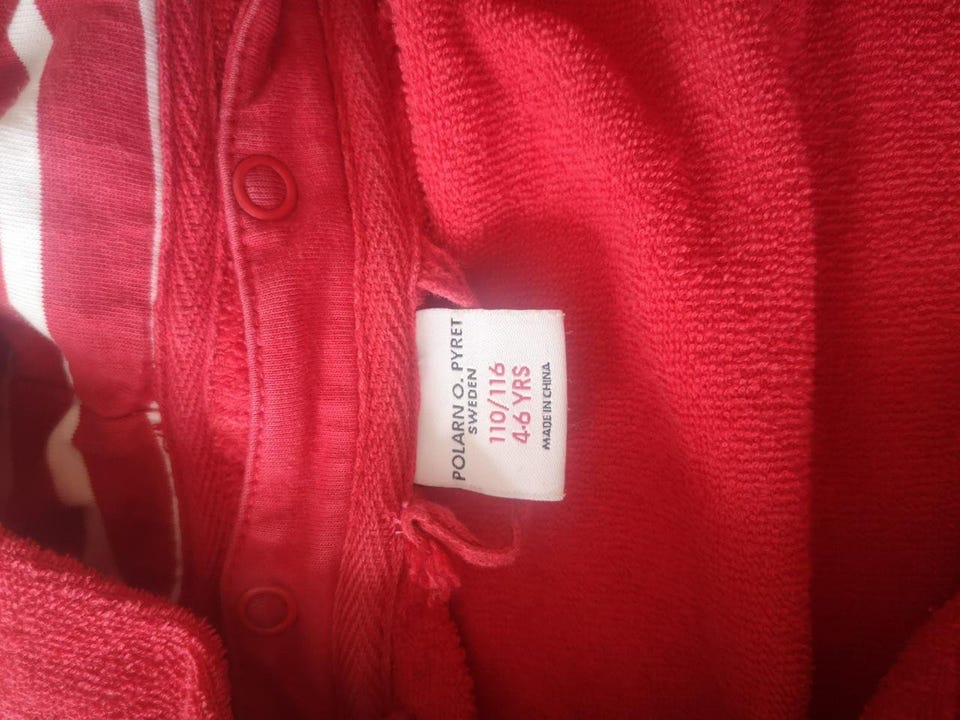 POLARN O. PYRET
SWEDEN
110/116
4-6 YRS
MADE IN CHINA